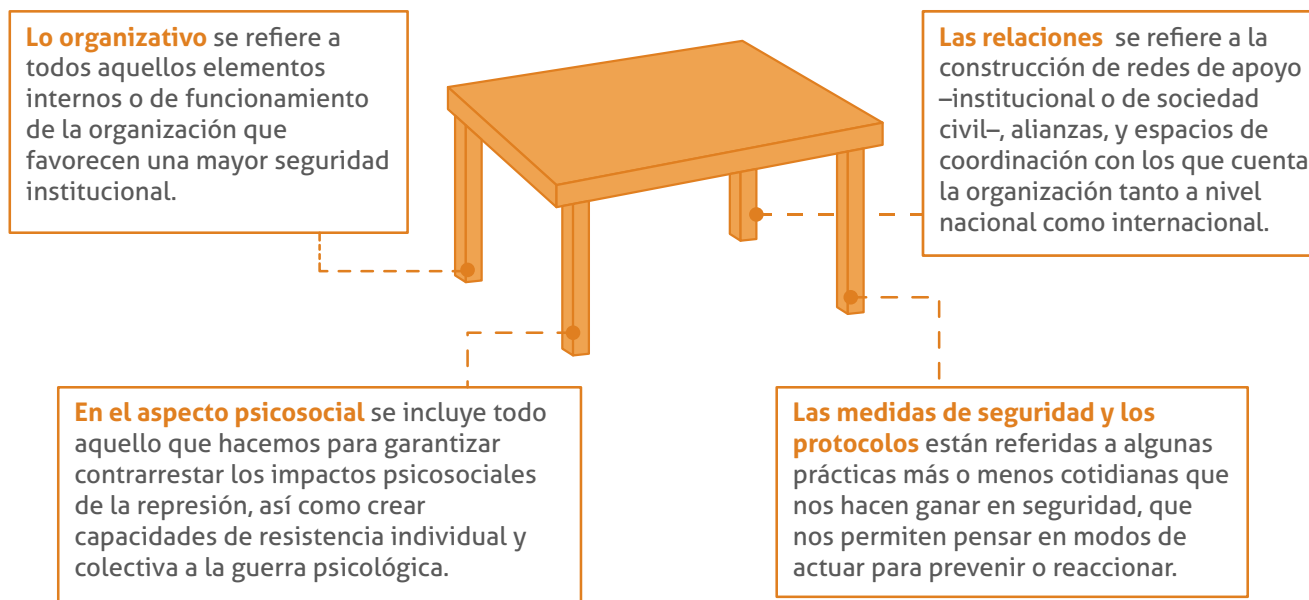 Lo organizativo se refiere a
todos aquellos elementos
internos o de funcionamiento
de la organización que
favorecen una mayor seguridad
institucional.
Las relaciones se refiere a la
construcción de redes de apoyo
–institucional o de sociedad
civil–, alianzas, y espacios de
coordinación con los que cuenta
la organización tanto a nivel
nacional como internacional.
En el aspecto psicosocial se incluye todo
aquello que hacemos para garantizar
contrarrestar los impactos psicosociales
de la represión, así como crear
capacidades de resistencia individual y
colectiva a la guerra psicológica.
Las medidas de seguridad y los
protocolos están referidas a algunas
prácticas más o menos cotidianas que
nos hacen ganar en seguridad, que
nos permiten pensar en modos de
actuar para prevenir o reaccionar.